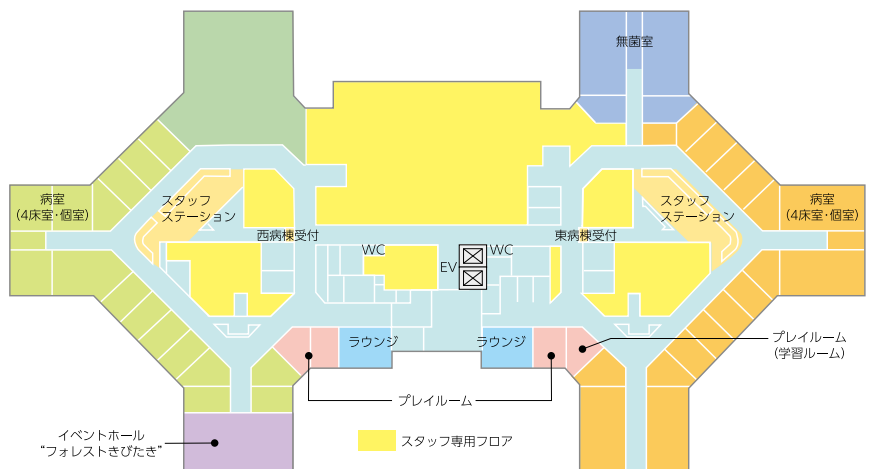 無菌室
病室
(4床室・個室)
スタッフ
ステーション
スタッフ
ステーション
病室
(4床室・個室)
西病棟受付
東病棟受付
WC
WC
EV
ラウンジ
ラウンジ
プレイルーム
(学習ルーム)
プレイルーム
イベントホール
“フォレストきびたき”
スタッフ専用フロア